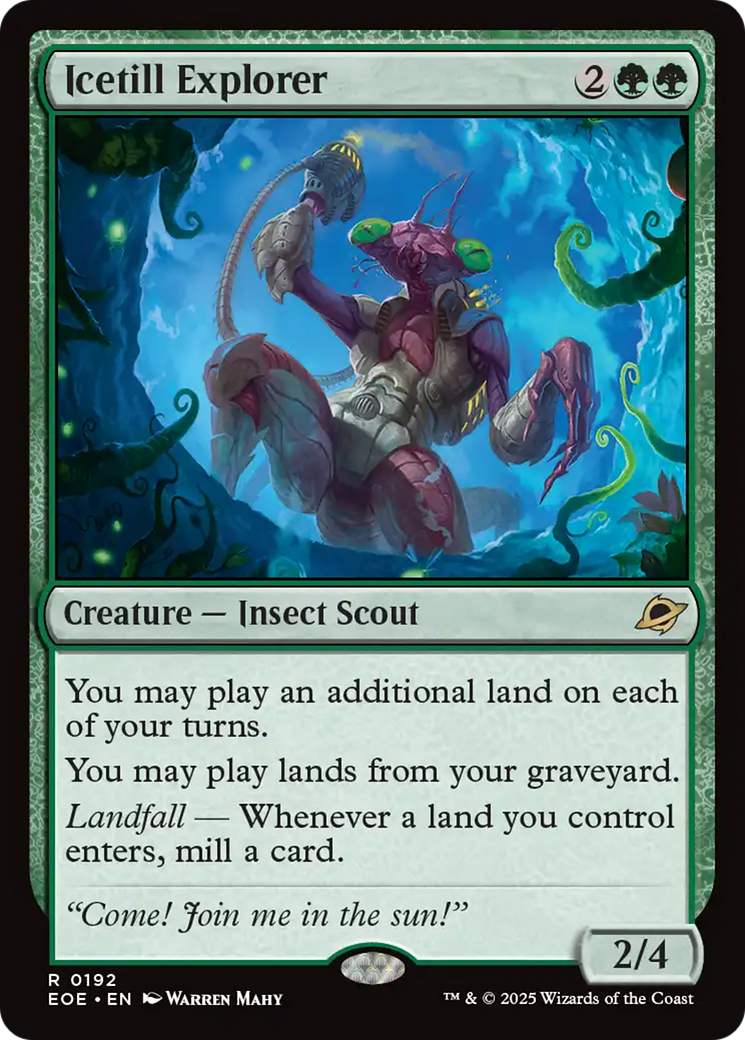 Icetill Explorer 2
Creature — Insect Scout
You may play an additional land on each
of your turns.
You may play lands from your graveyard.
Landfall — Whenever a land you control
enters, mill a card.
“Come! Join me in the sun!”
2/4
R 0192
EOE • EN Warren Mahy ™ & © 2025 Wizards of the Coast